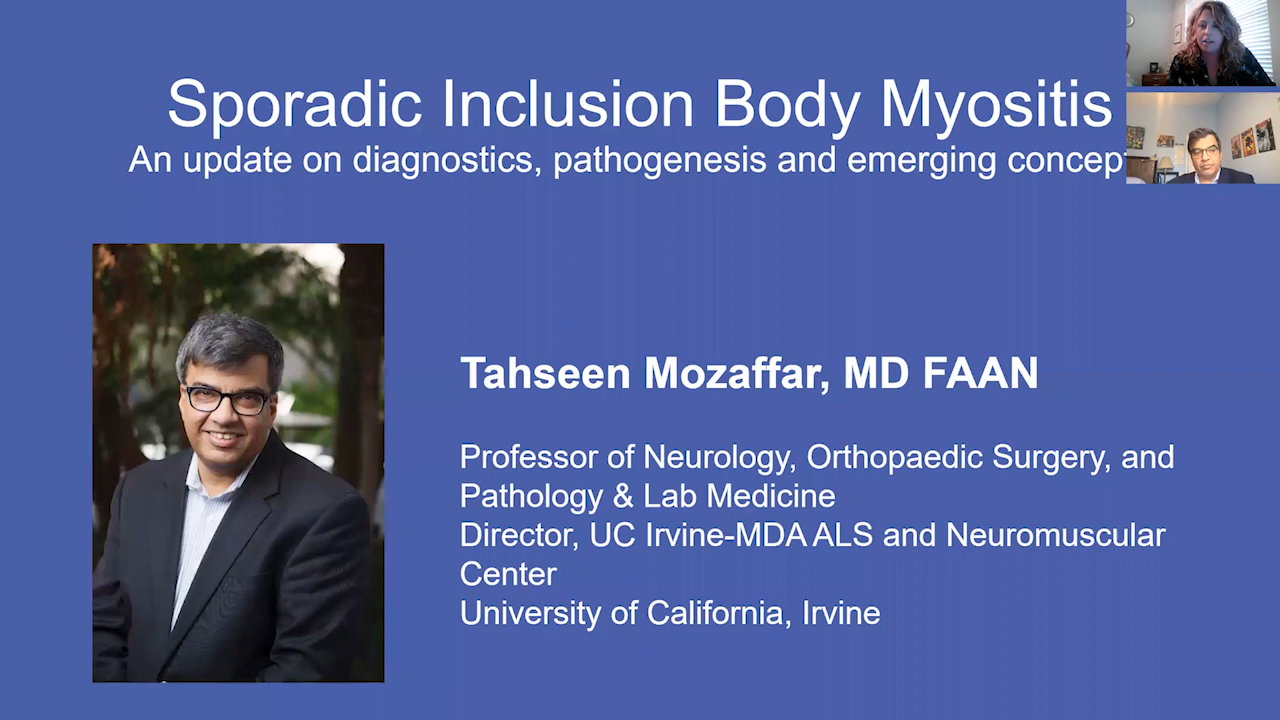 Sporadic Inclusion Body Myositis
An update on diagnostics, pathogenesis and emerging concep
Tahseen Mozaffar, MD FAAN
Professor of Neurology, Orthopaedic Surgery, and
Pathology & Lab Medicine
Director, UC Irvine-MDA ALS and Neuromuscular
Center
University of California, Irvine